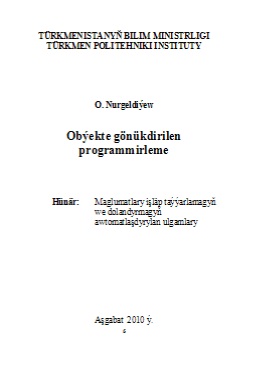 TÜRKMENISTANYŇ BILIM MINISTRLIGI
TÜRKMEN POLITEHNIKI INSTITUTY
O. Nurgeldiýew
Obýekte gönükdirilen
programmirleme
Hünär: Maglumatlary işläp taýýarlamagyň
we dolandyrmagyň
awtomatlaşdyrylan ulgamlary
Aşgabat 2010 ý.